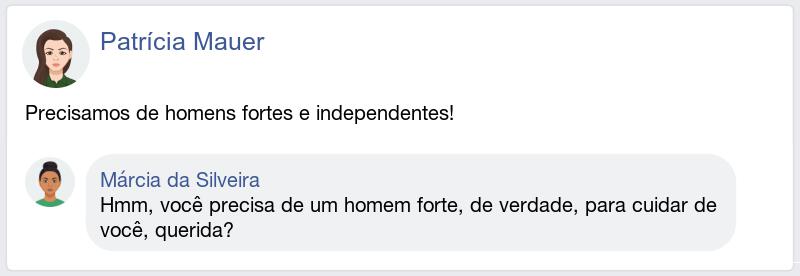 Patrícia Mauer
Precisamos de homens fortes e independentes!
Márcia da Silveira
Hmm, você precisa de um homem forte, de verdade, para cuidar de
você, querida?